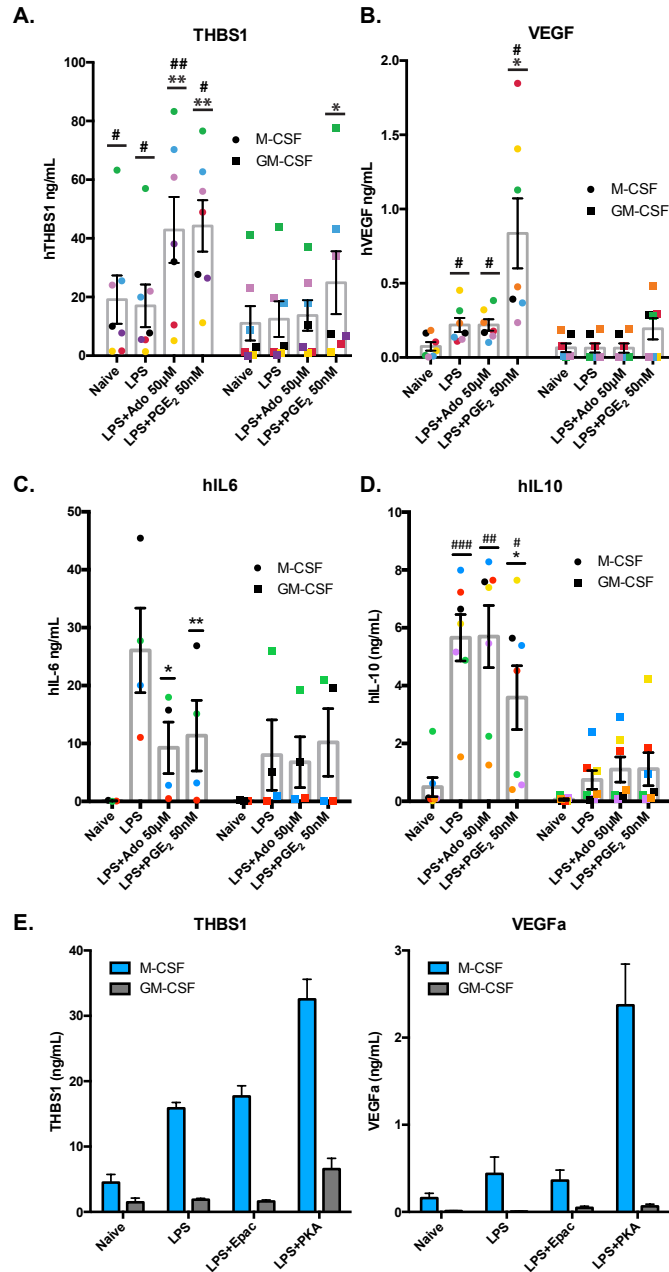 A.
THBS1
hTHBS1 ng/mL
100
80
60
40
20
0
#
#
##
**
#
**
*
M-CSF
GM-CSF
Naive
LPS
LPS+Ado 50µM
LPS+PGE₂ 50nM
Naive
LPS
LPS+Ado 50µM
LPS+PGE₂ 50nM
B.
VEGF
hVEGF ng/mL
2.0
1.5
1.0
0.5
0.0
#
#
#
*
M-CSF
GM-CSF
Naive
LPS
LPS+Ado 50µM
LPS+PGE₂ 50nM
Naive
LPS
LPS+Ado 50µM
LPS+PGE₂ 50nM
C.
hIL6
hIL-6 ng/mL
50
40
30
20
10
0
*
**
M-CSF
GM-CSF
Naive
LPS
LPS+Ado 50µM
LPS+PGE₂ 50nM
Naive
LPS
LPS+Ado 50µM
LPS+PGE₂ 50nM
D.
hIL10
hIL-10 (ng/mL)
10
8
6
4
2
0
###
##
#
*
M-CSF
GM-CSF
Naive
LPS
LPS+Ado 50µM
LPS+PGE₂ 50nM
Naive
LPS
LPS+Ado 50µM
LPS+PGE₂ 50nM
E.
THBS1
THBS1 (ng/mL)
40
30
20
10
0
M-CSF
GM-CSF
Naive
LPS
LPS+Epac
LPS+PKA
VEGFa
VEGFa (ng/mL)
3
2
1
0
M-CSF
GM-CSF
Naive
LPS
LPS+Epac
LPS+PKA